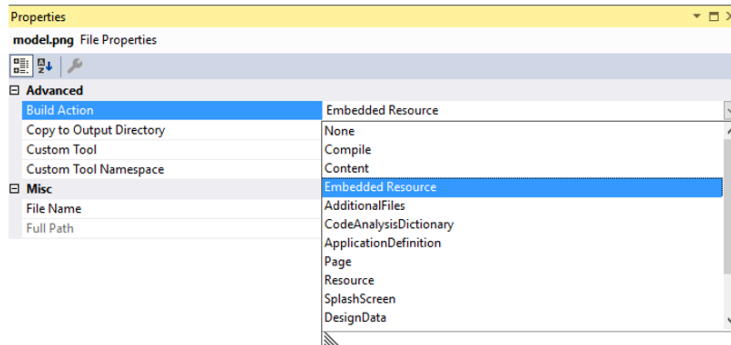 Properties
model.png File Properties
Advanced
Build Action Embedded Resource
Copy to Output Directory None
Custom Tool Compile
Custom Tool Namespace Content
Misc Embedded Resource
File Name AdditionalFiles
Full Path CodeAnalysisDictionary
ApplicationDefinition
Page
Resource
SplashScreen
DesignData